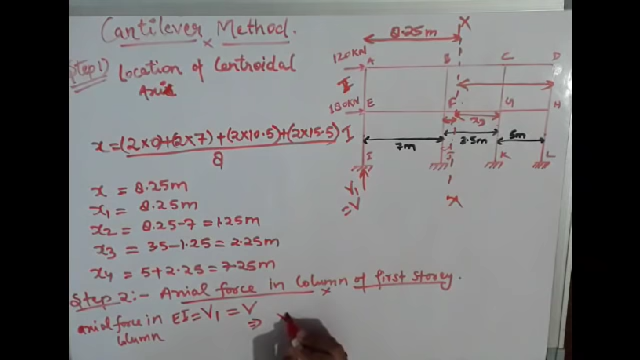 Cantilever Method.
Step 1) Location of Centroidal
Axis
x = (2×0)+(2×7)+(2×10.5)+(2×15.5) I
8
x = 8.25m
x1 = 8.25m
x2 = 8.25-7=1.25m
x3 = 3.5-1.25=2.25m
x4 = 5+2.25=7.25m
Step 2:- Axial force in Column of first Storey.
axial force in EI=V1=V
Column
⇒
8.25m
X
120KN
A
B
C
D
I
150KN
E
F
G
H
x3
7m
3.5m
5m
I
J
K
L
V1
=V
X